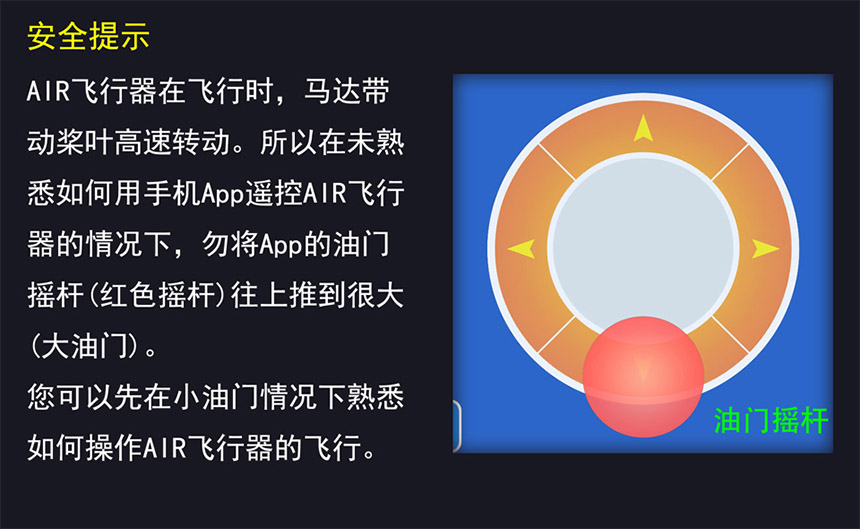 安全提示
AIR飞行器在飞行时，马达带
动桨叶高速转动。所以在未熟
悉如何用手机App遥控AIR飞行
器的情况下，勿将App的油门
摇杆(红色摇杆)往上推到很大
(大油门)。
您可以先在小油门情况下熟悉
如何操作AIR飞行器的飞行。
油门摇杆